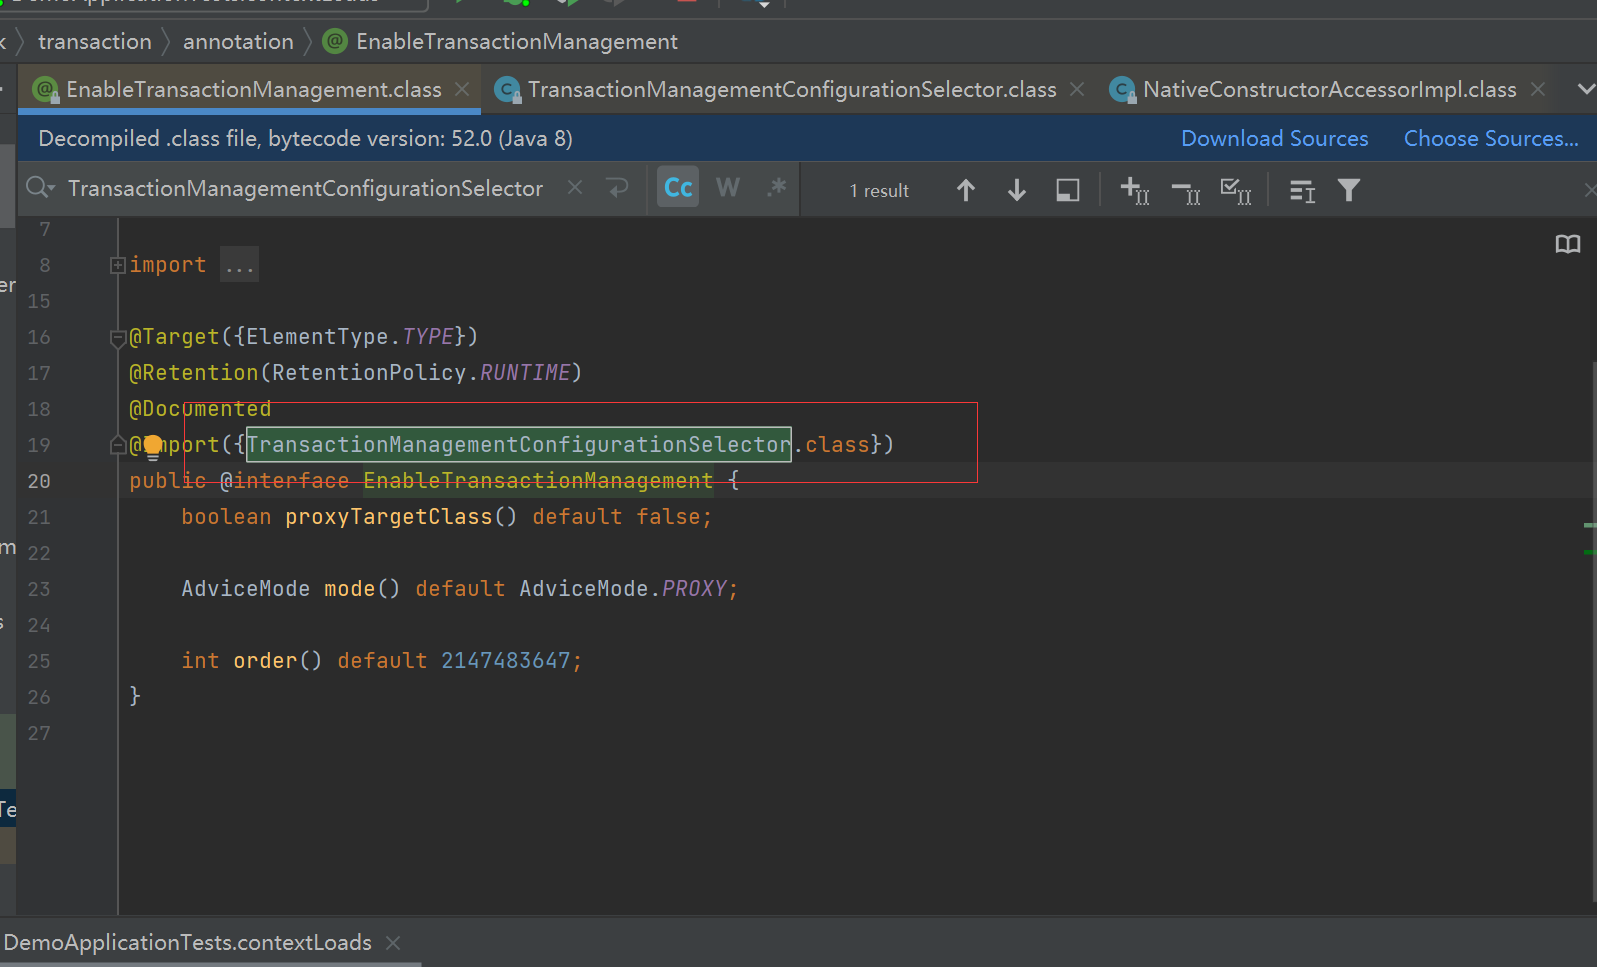 transaction annotation @ EnableTransactionManagement
EnableTransactionManagement.class TransactionManagementConfigurationSelector.class NativeConstructorAccessorImpl.class
Decompiled .class file, bytecode version: 52.0 (Java 8) Download Sources Choose Sources...
TransactionManagementConfigurationSelector Cc W .* 1 result
7
8 import ...
15
16 @Target({ElementType.TYPE})
17 @Retention(RetentionPolicy.RUNTIME)
18 @Documented
19 @Import({TransactionManagementConfigurationSelector.class})
20 public @interface EnableTransactionManagement {
21 boolean proxyTargetClass() default false;
22
23 AdviceMode mode() default AdviceMode.PROXY;
24
25 int order() default 2147483647;
26 }
27
DemoApplicationTests.contextLoads